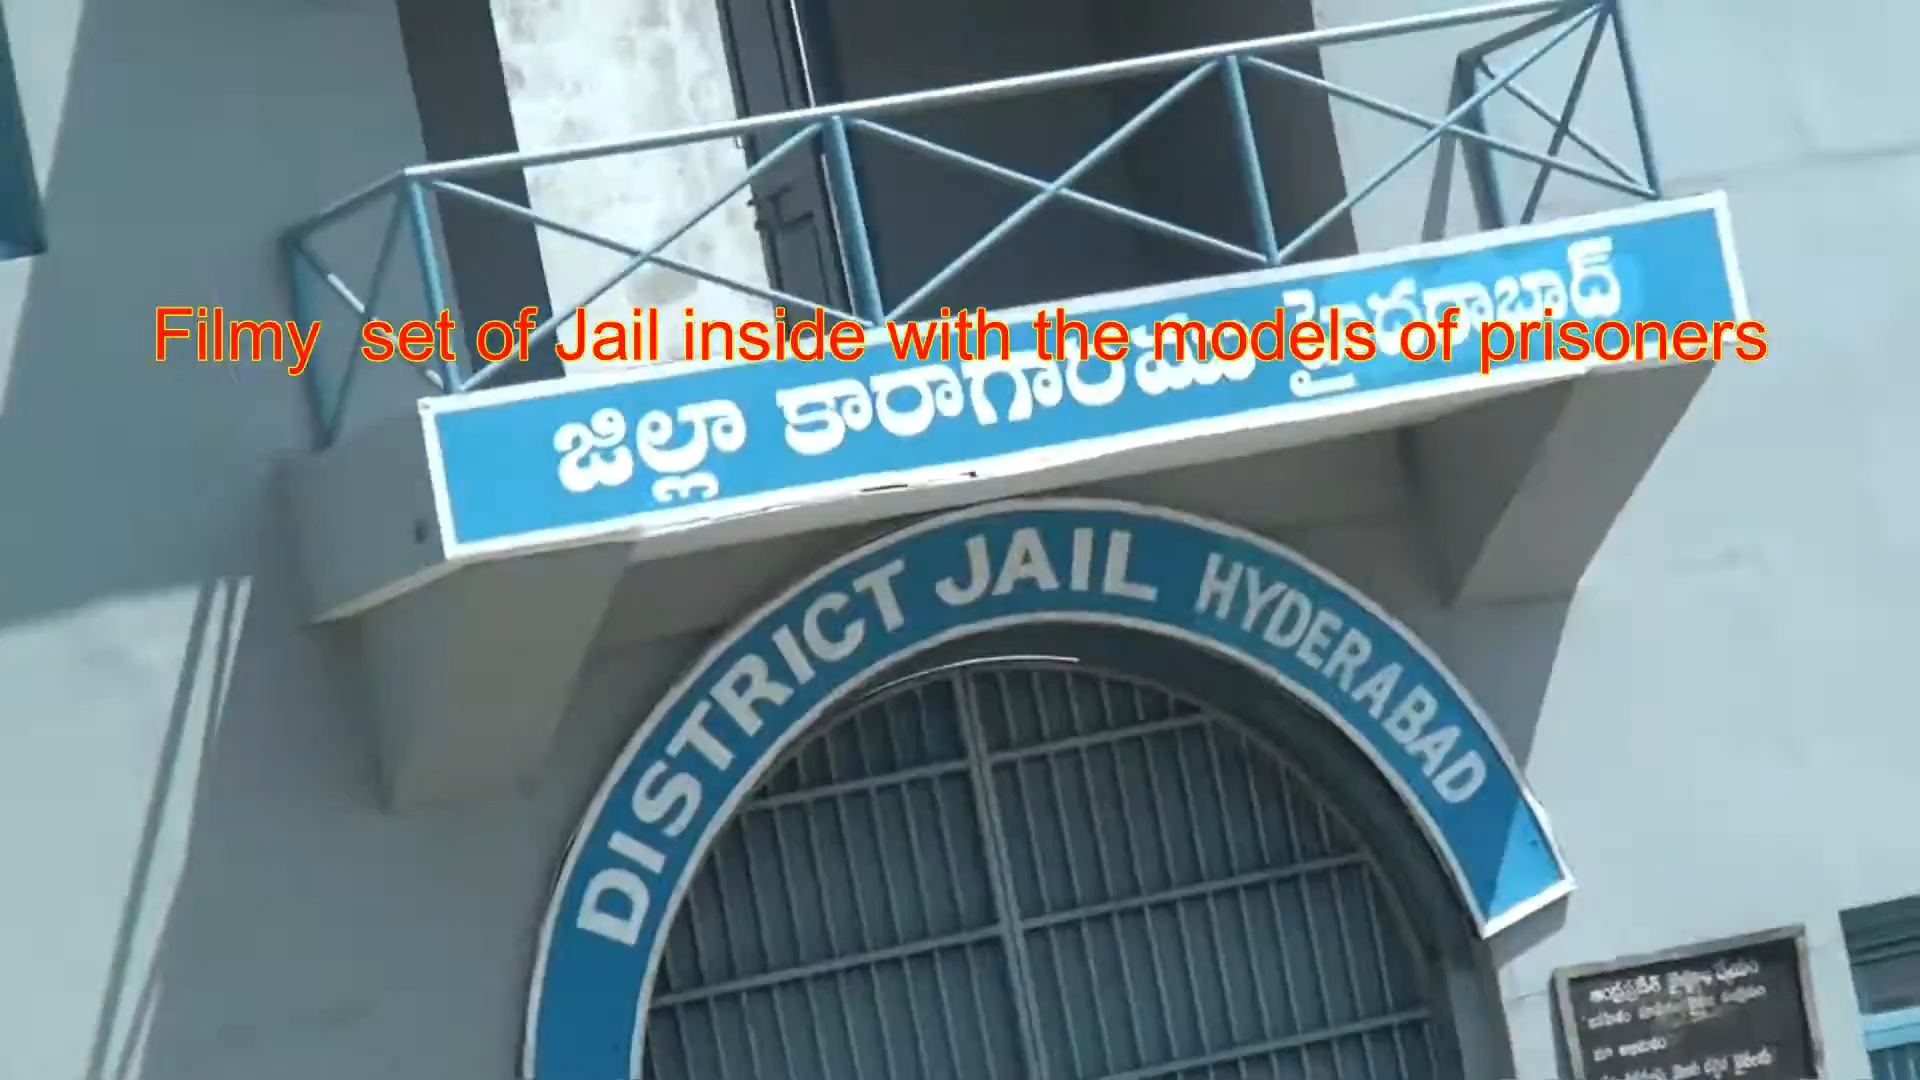 Filmy set of Jail inside with the models of prisoners
జిల్లా కారాగారము హైదరాబాద్
DISTRICT JAIL HYDERABAD